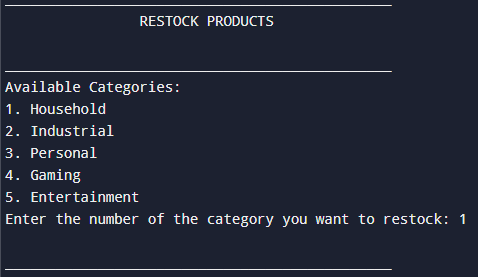 RESTOCK PRODUCTS
Available Categories:
1. Household
2. Industrial
3. Personal
4. Gaming
5. Entertainment
Enter the number of the category you want to restock: 1